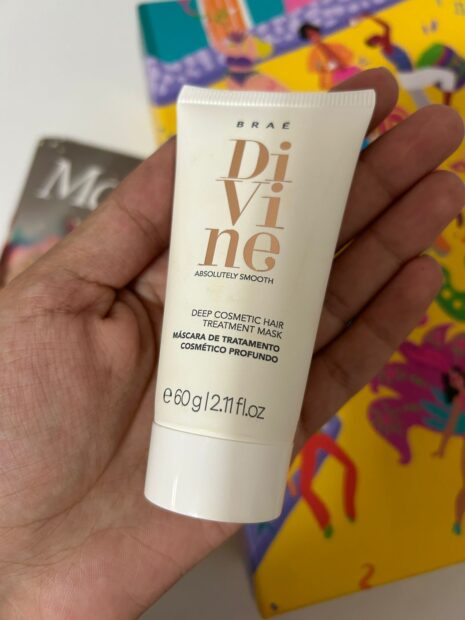 BRAÉ
Di
Vi
ne
ABSOLUTELY SMOOTH
DEEP COSMETIC HAIR
TREATMENT MASK
MÁSCARA DE TRATAMENTO
COSMÉTICO PROFUNDO
e 60 g | 2.11 fl.oz